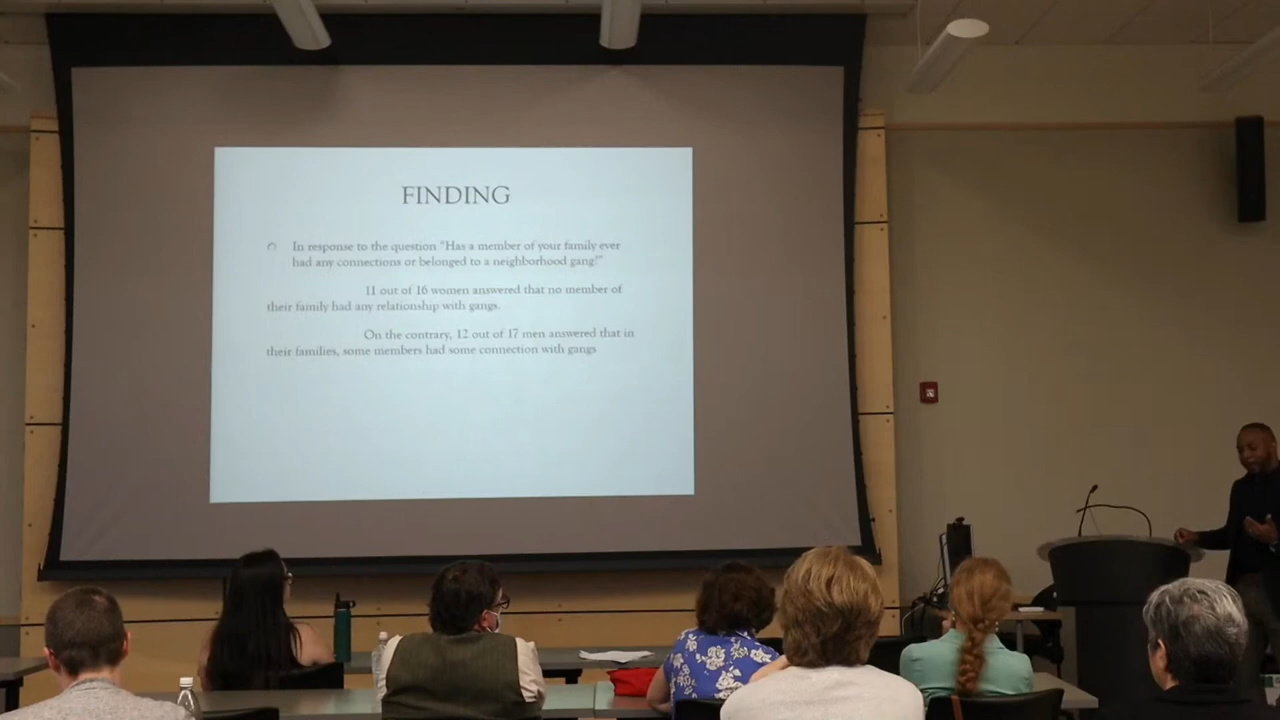 FINDING
In response to the question "Has a member of your family ever
had any connections or belonged to a neighborhood gang?"
11 out of 16 women answered that no member of
their family had any relationship with gangs.
On the contrary, 12 out of 17 men answered that in
their families, some members had some connection with gangs